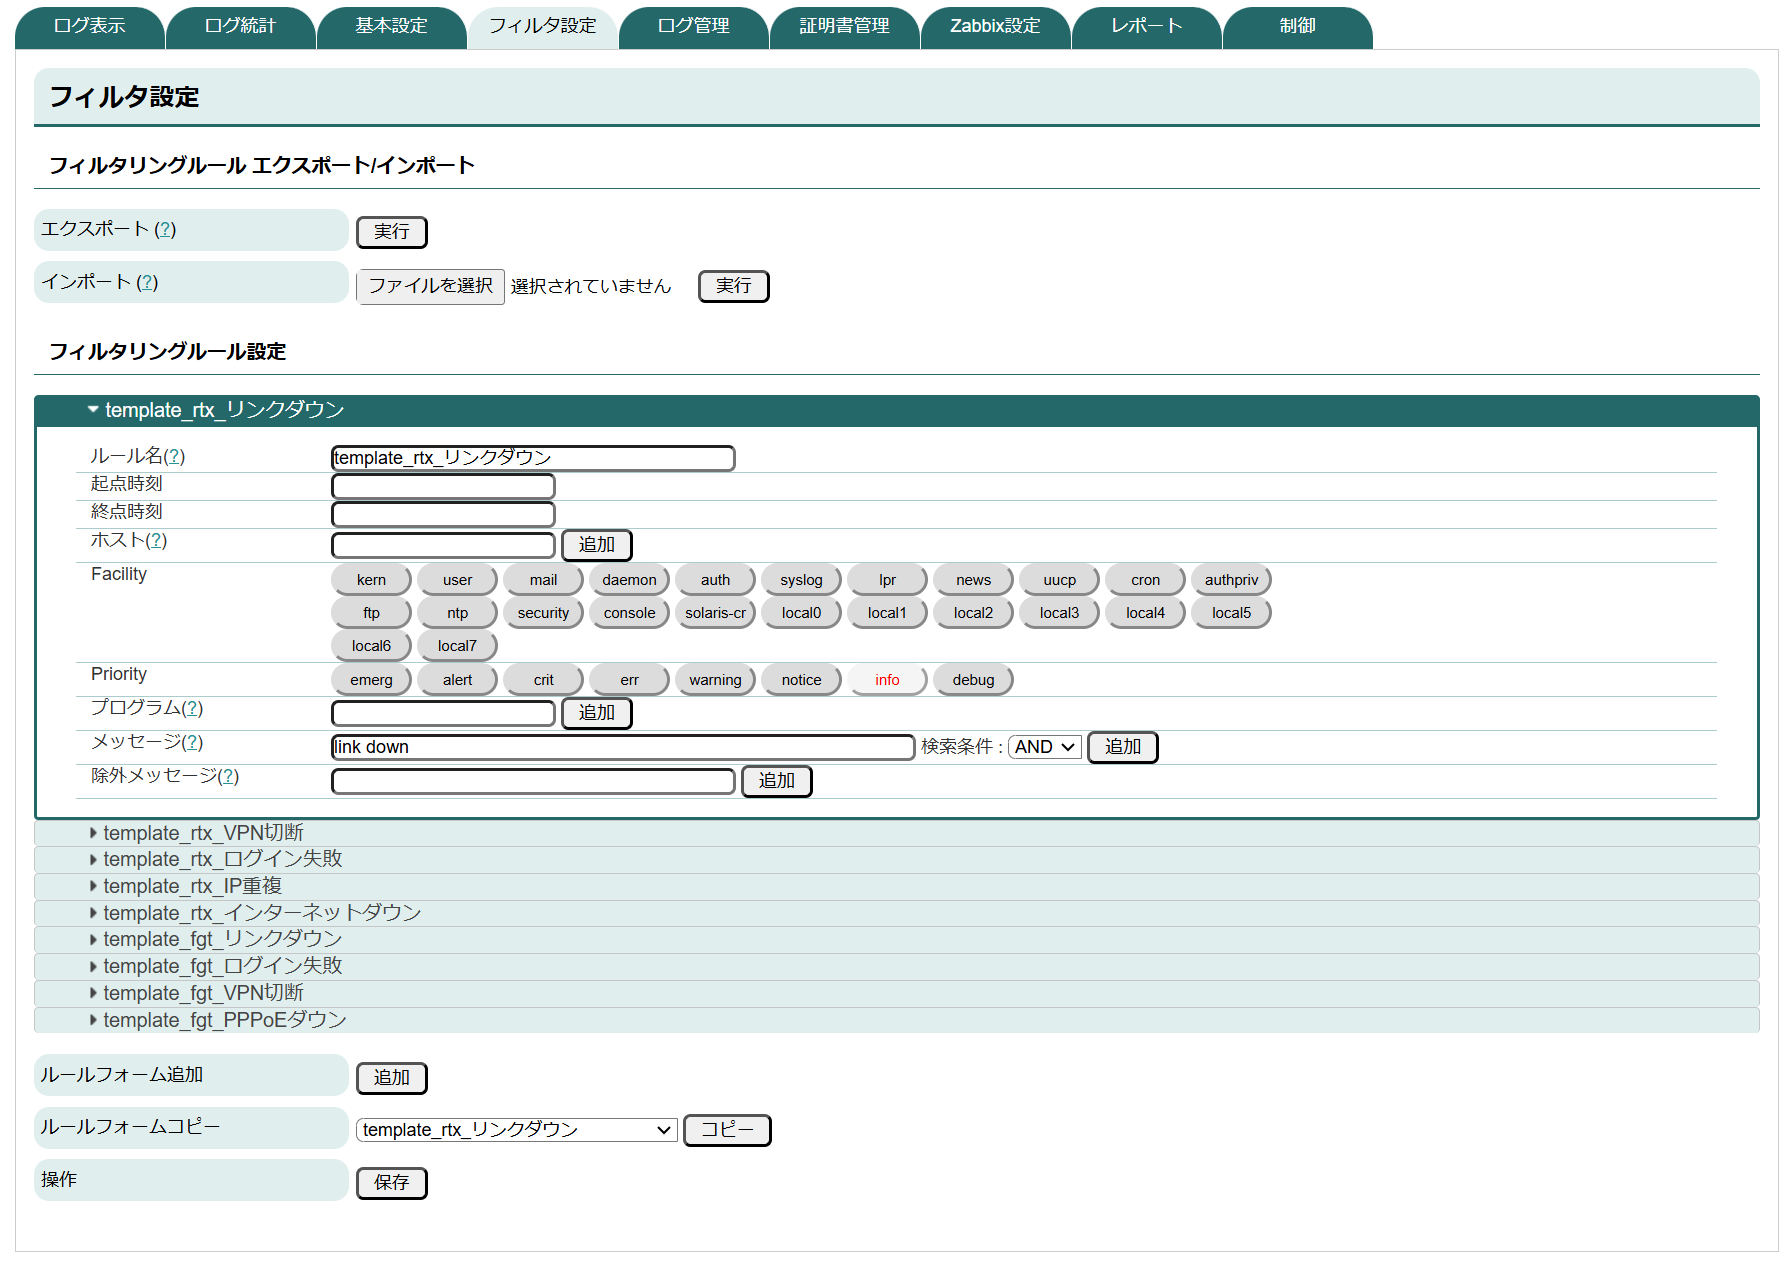 ログ表示 ログ統計 基本設定 フィルタ設定 ログ管理 証明書管理 Zabbix設定 レポート 制御
フィルタ設定
フィルタリングルール エクスポート/インポート
エクスポート (?) 実行
インポート (?) ファイルを選択 選択されていません 実行
フィルタリングルール設定
template_rtx_リンクダウン
ルール名(?) template_rtx_リンクダウン
起点時刻
終点時刻
ホスト(?) 追加
Facility kern user mail daemon auth syslog lpr news uucp cron authpriv
ftp ntp security console solaris-cr local0 local1 local2 local3 local4 local5
local6 local7
Priority emerg alert crit err warning notice info debug
プログラム(?) 追加
メッセージ(?) link down 検索条件 : AND 追加
除外メッセージ(?) 追加
template_rtx_VPN切断
template_rtx_ログイン失敗
template_rtx_IP重複
template_rtx_インターネットダウン
template_fgt_リンクダウン
template_fgt_ログイン失敗
template_fgt_VPN切断
template_fgt_PPPoEダウン
ルールフォーム追加 追加
ルールフォームコピー template_rtx_リンクダウン コピー
操作 保存